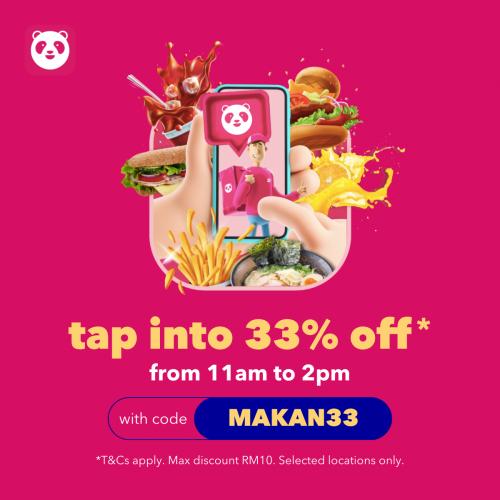 tap into 33% off*
from 11am to 2pm
with code MAKAN33
*T&Cs apply. Max discount RM10. Selected locations only.